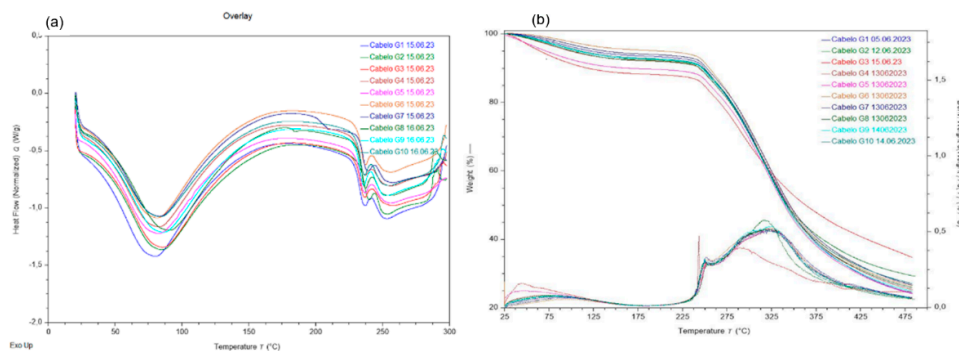 (a)
Overlay
0,5
0,0
-0,5
-1,0
-1,5
-2,0
Heat Flow (Normalized) Q (W/g)
Cabelo G1 15.06.23
Cabelo G2 15.06.23
Cabelo G3 15.06.23
Cabelo G4 15.06.23
Cabelo G5 15.06.23
Cabelo G6 15.06.23
Cabelo G7 15.06.23
Cabelo G8 16.06.23
Cabelo G9 16.06.23
Cabelo G10 16.06.23
0
50
100
150
200
250
300
Exo Up
Temperature T (°C)
(b)
100
80
60
40
20
Weight (%)
Cabelo G1 05.06.2023
Cabelo G2 12.06.2023
Cabelo G3 15.06.23
Cabelo G4 13062023
Cabelo G5 13062023
Cabelo G6 13062023
Cabelo G7 13062023
Cabelo G8 13062023
Cabelo G9 14062023
Cabelo G10 14.06.2023
1,5
1,0
0,5
0,0
25
75
125
175
225
275
325
375
425
475
Temperature T (°C)